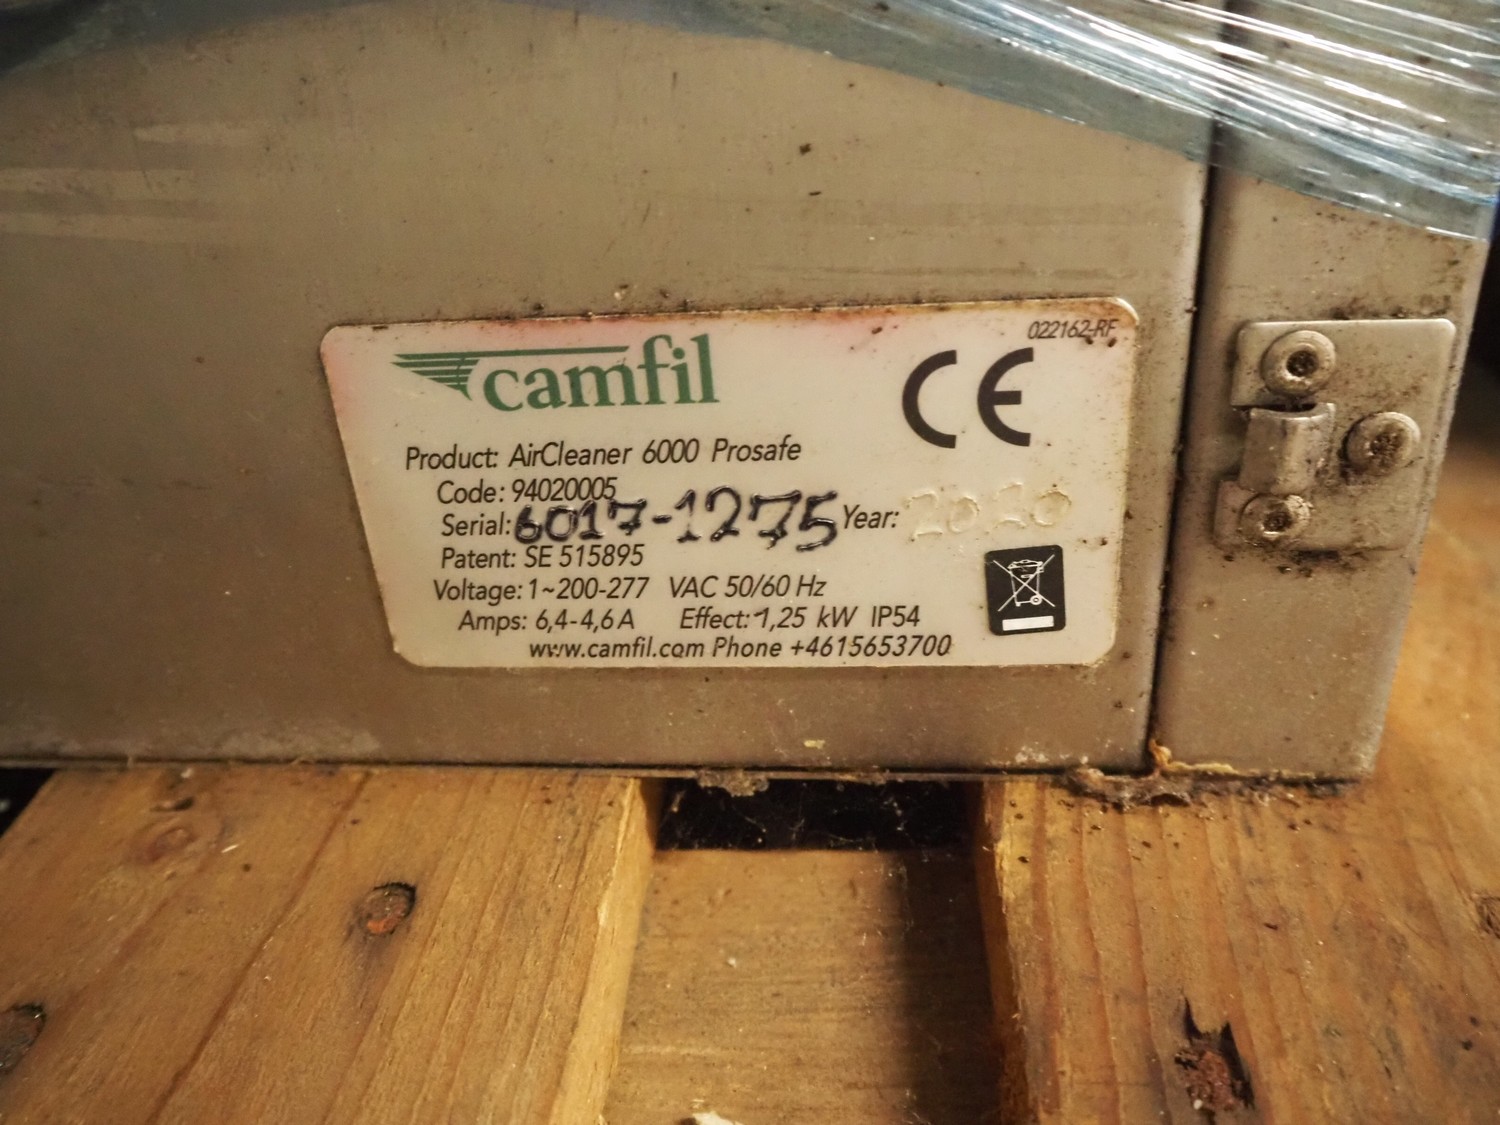 022162-RF
camfil
CE
Product: AirCleaner 6000 Prosafe
Code: 94020005
Serial: 6017-1275 Year: 2020
Patent: SE 515895
Voltage: 1~200-277 VAC 50/60 Hz
Amps: 6,4-4,6 A Effect: 1,25 kW IP54
www.camfil.com Phone +4615653700